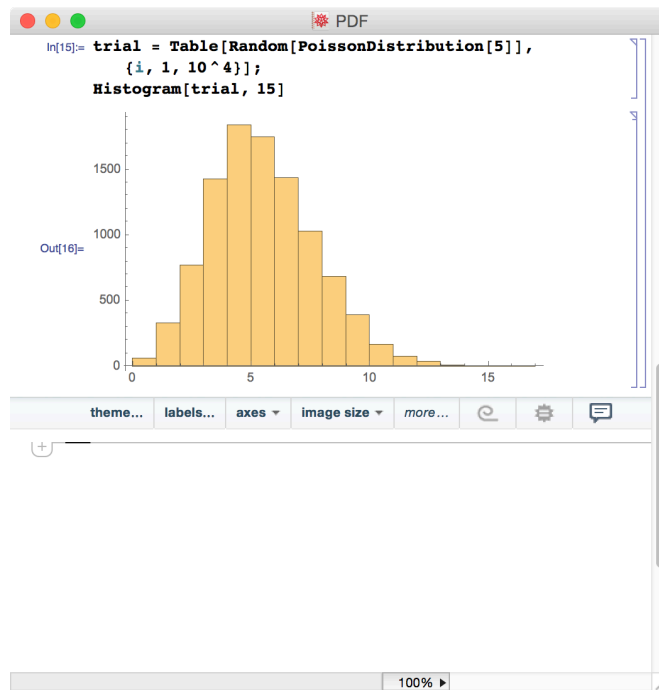 PDF
In[15]:= trial = Table[Random[PoissonDistribution[5]],
{i, 1, 10^4}];
Histogram[trial, 15]
1500
1000
Out[16]=
500
0
0 5 10 15
theme... labels... axes image size more...
100%